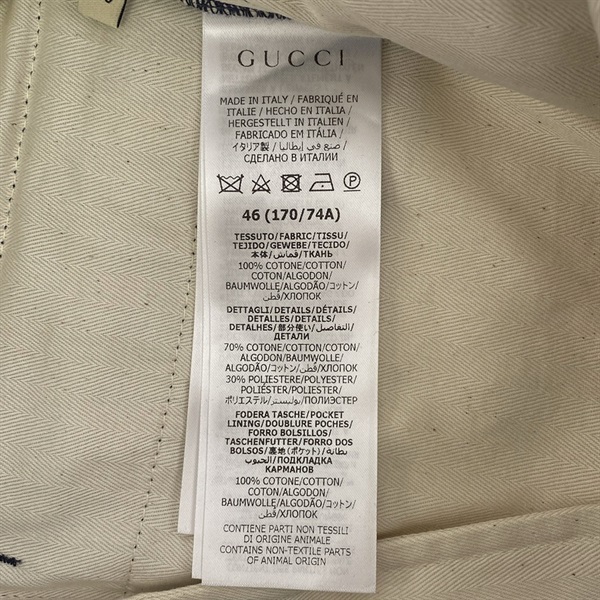 GUCCI
MADE IN ITALY / FABRIQUÉ EN
ITALIE / HECHO EN ITALIA /
HERGESTELLT IN ITALIEN /
FABRICADO EM ITÁLIA /
イタリア製 / صنع في إيطاليا /
СДЕЛАНО В ИТАЛИИ
46 (170/74A)
TESSUTO/FABRIC/TISSU/
TEJIDO/GEWEBE/TECIDO/
本体/قماش/ТКАНЬ
100% COTONE/COTTON/
COTON/ALGODON/
BAUMWOLLE/ALGODÃO/コットン/
قطن/ХЛОПОК
DETTAGLI/DETAILS/DÉTAILS/
DETALLES/DETAILS/
DETALHES/部分使い/التفاصيل/
ДЕТАЛИ
70% COTONE/COTTON/COTON/
ALGODON/BAUMWOLLE/
ALGODÃO/コットン/قطن/ХЛОПОК
30% POLIESTERE/POLYESTER/
POLIÉSTER/POLIESTER/
ポリエステル/بوليستر/ПОЛИЭСТЕР
FODERA TASCHE/POCKET
LINING/DOUBLURE POCHES/
FORRO BOLSILLOS/
TASCHENFUTTER/FORRO DOS
BOLSOS/裏地 (ポケット)/بطانة
الجيوب/ПОДКЛАДКА
КАРМАНОВ
100% COTONE/COTTON/
COTON/ALGODON/
BAUMWOLLE/ALGODÃO/コットン/
قطن/ХЛОПОК
CONTIENE PARTI NON TESSILI
DI ORIGINE ANIMALE
CONTAINS NON-TEXTILE PARTS
OF ANIMAL ORIGIN